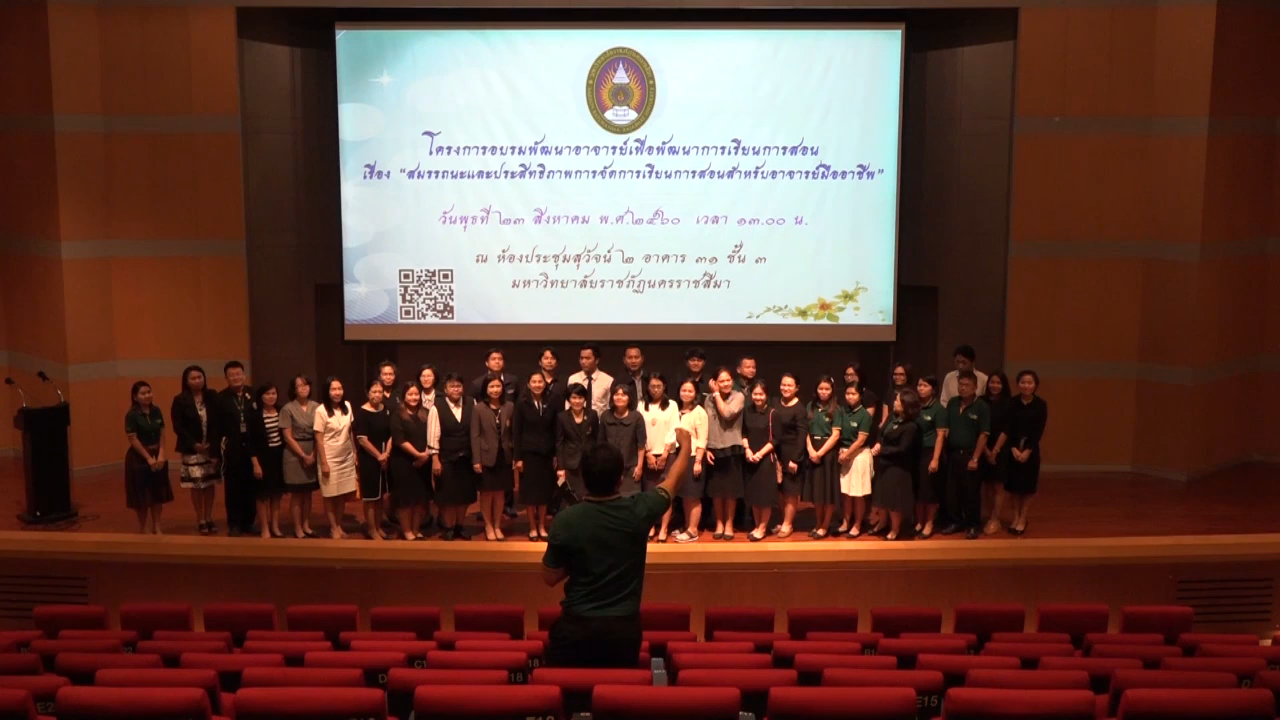 โครงการอบรมพัฒนาอาจารย์เพื่อพัฒนาการเรียนการสอน
เรื่อง “สมรรถนะและประสิทธิภาพการจัดการเรียนการสอนสำหรับอาจารย์มืออาชีพ”
วันพุธที่ ๒๓ สิงหาคม พ.ศ.๒๕๖๐ เวลา ๑๓.๐๐ น.
ณ ห้องประชุมสุวัจน์ ๒ อาคาร ๓๑ ชั้น ๓
มหาวิทยาลัยราชภัฏนครราชสีมา
E15